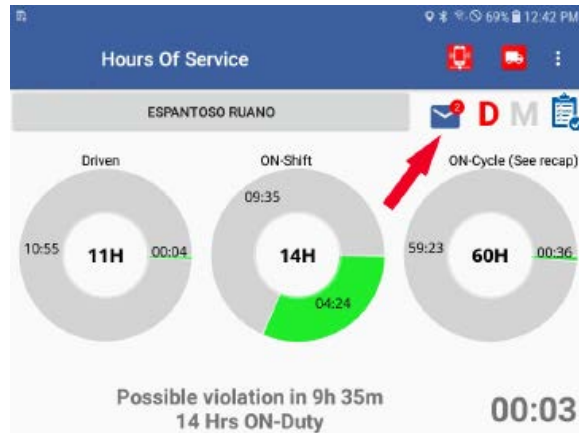 69% 12:42 PM
Hours Of Service
ESPANTOSO RUANO
2
D M
Driven
ON-Shift
ON-Cycle (See recap)
10:55
11H
00:04
09:35
14H
04:24
59:23
60H
00:36
Possible violation in 9h 35m
14 Hrs ON-Duty
00:03